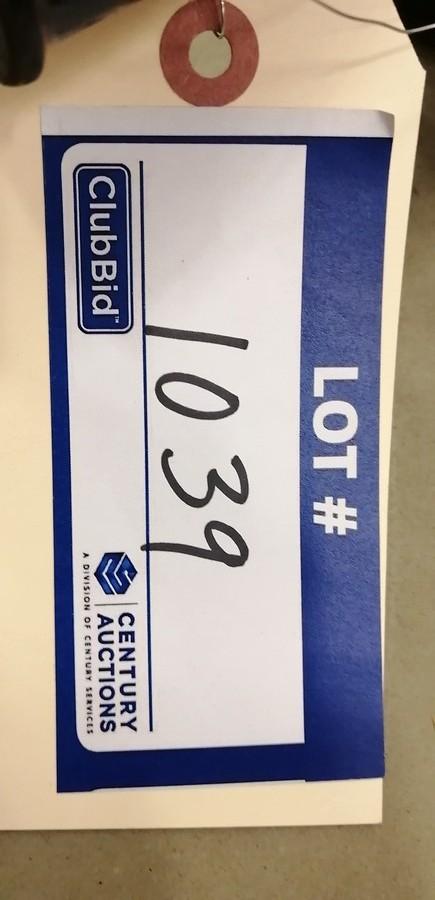 LOT #
1039
ClubBid™
CENTURY
AUCTIONS
A DIVISION OF CENTURY SERVICES